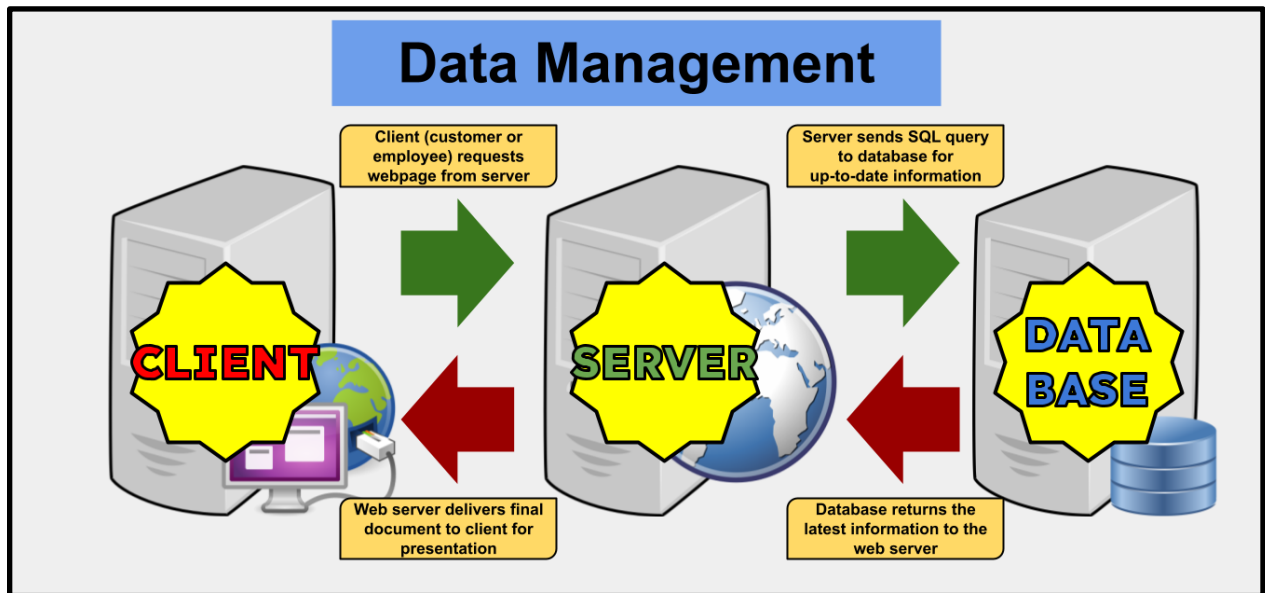 Data Management
Client (customer or
employee) requests
webpage from server
Server sends SQL query
to database for
up-to-date information
CLIENT
SERVER
DATA
BASE
Web server delivers final
document to client for
presentation
Database returns the
latest information to the
web server